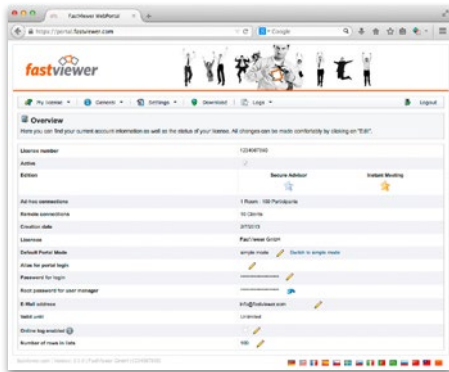 FastViewer WebPortal
https://portal.fastviewer.com
Google
fastviewer
My license
General
Settings
Download
Logs
Logout
Overview
Here you can find your current account information as well as the status of your license. All changes can be made comfortably by clicking on "Edit".
License number
Active
Edition
Secure Advisor Instant Meeting
Ad-hoc connections 1 Room : 100 Participants
Remote connections 10 Clients
Creation date
Licensee FastViewer GmbH
Default Portal Mode simple mode Switch to simple mode
Alias for portal login
Password for login
Root password for user manager
E-Mail address info@fastviewer.com
Valid until Unlimited
Online log enabled
Number of rows in lists 100